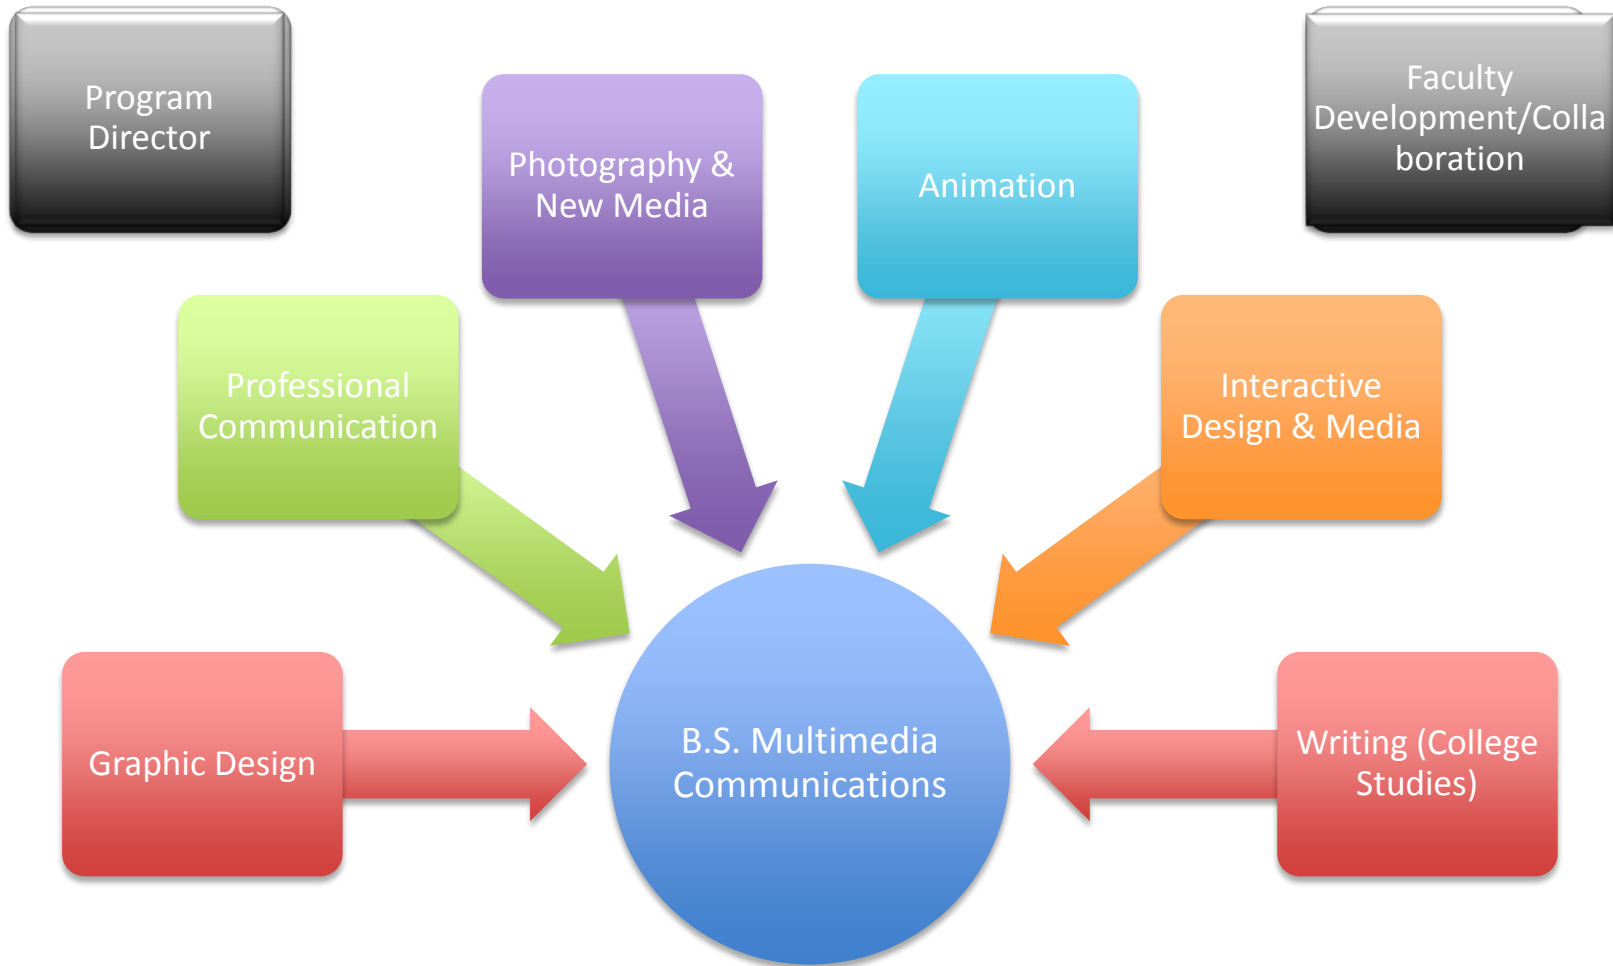 Program
Director
Faculty
Development/Colla
boration
Photography &
New Media
Animation
Professional
Communication
Interactive
Design & Media
Graphic Design
B.S. Multimedia
Communications
Writing (College
Studies)